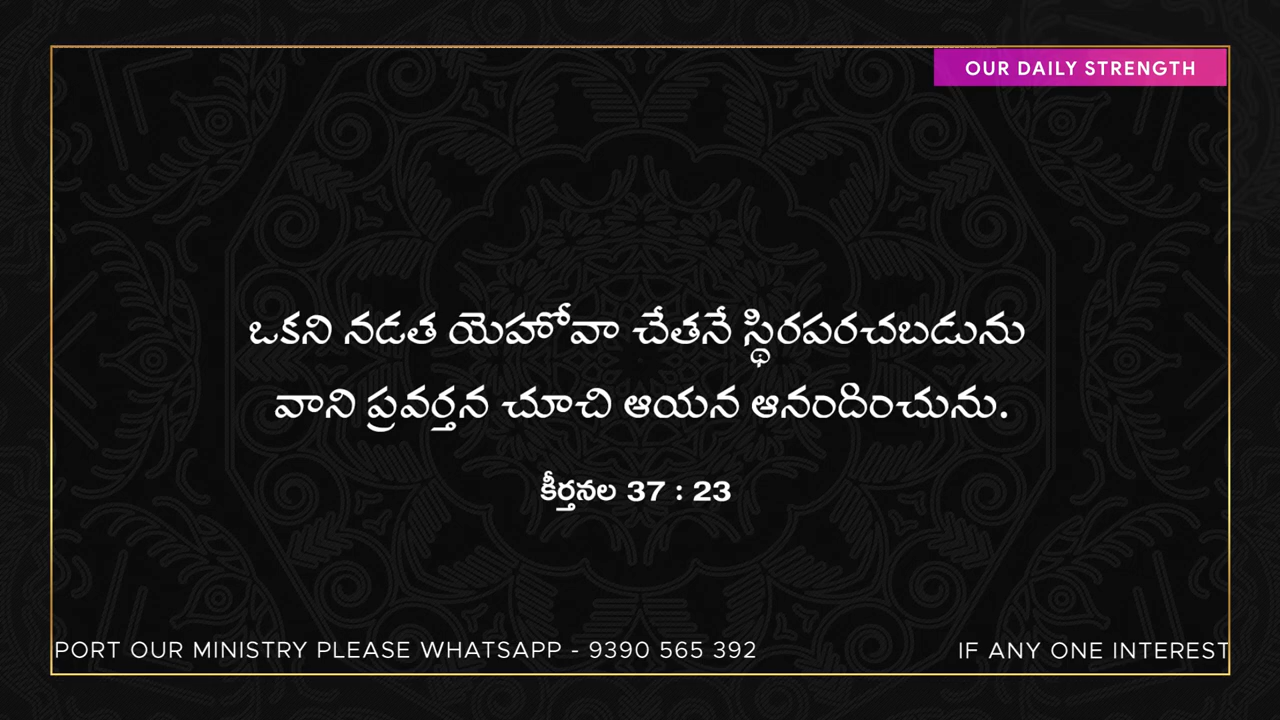 OUR DAILY STRENGTH
ఒకని నడత యెహోవా చేతనే స్థిరపరచబడును
వాని ప్రవర్తన చూచి ఆయన ఆనందించును.
కీర్తనల 37 : 23
PORT OUR MINISTRY PLEASE WHATSAPP - 9390 565 392 IF ANY ONE INTEREST